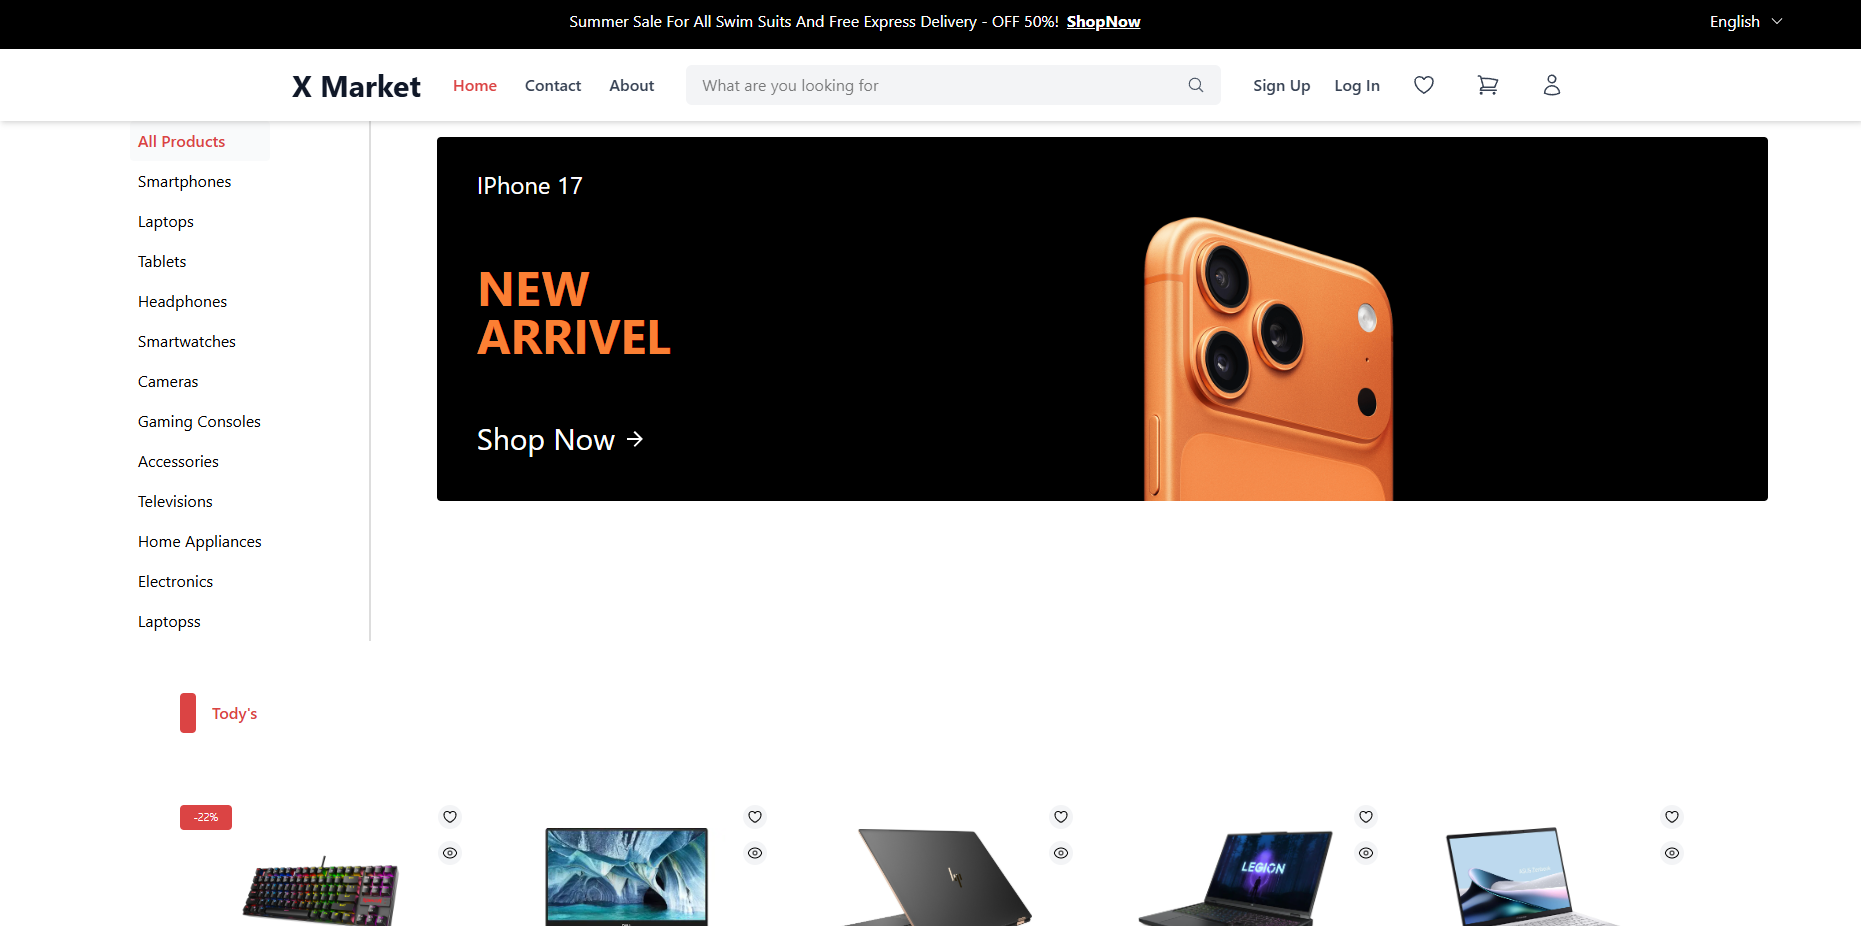 Summer Sale For All Swim Suits And Free Express Delivery - OFF 50%! ShopNow
English
X Market
Home
Contact
About
What are you looking for
Sign Up
Log In
All Products
Smartphones
Laptops
Tablets
Headphones
Smartwatches
Cameras
Gaming Consoles
Accessories
Televisions
Home Appliances
Electronics
Laptopss
IPhone 17
NEW
ARRIVEL
Shop Now
Tody's
-22%
LEGION